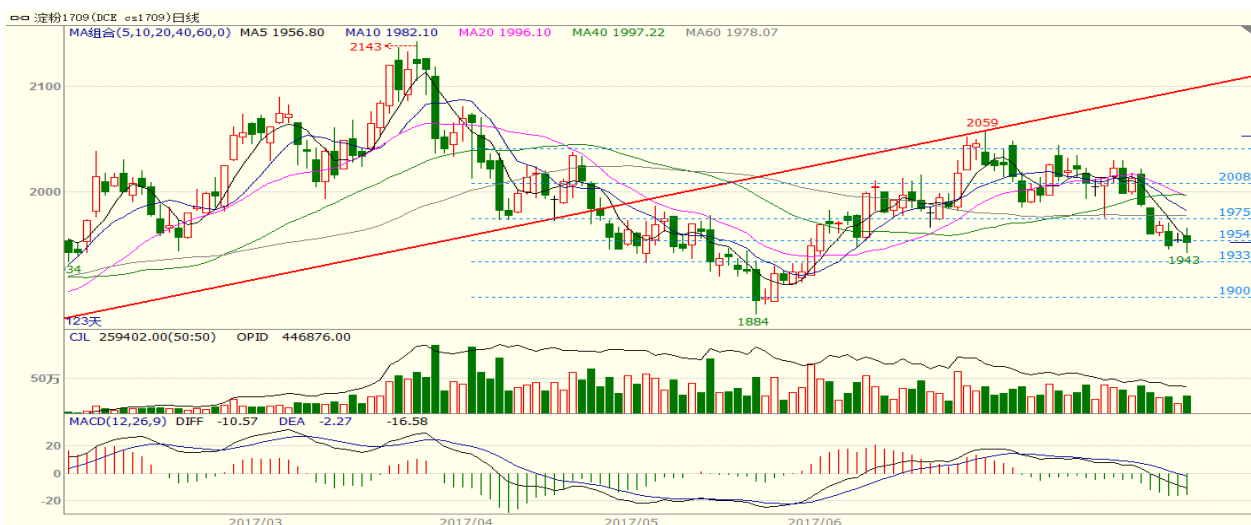 淀粉1709(DCE cs1709)日线
MA组合(5,10,20,40,60,0) MA5 1956.80 MA10 1982.10 MA20 1996.10 MA40 1997.22 MA60 1978.07
2143
2100
2059
2008
2000
1975
1954
1943
1933
34
1900
1884
123天
CJL 259402.00(50:50) OPID 446876.00
50万
MACD(12,26,9) DIFF -10.57 DEA -2.27 -16.58
20
0
-20
2017/03 2017/04 2017/05 2017/06